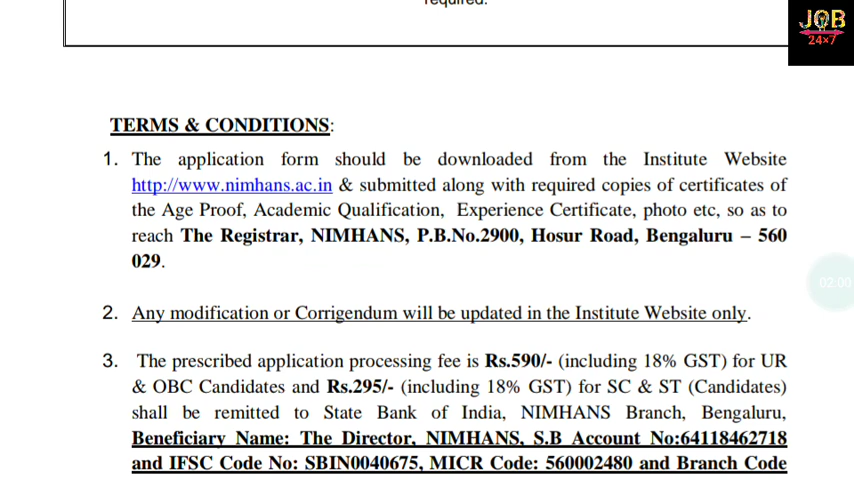 required.
JOB
24×7
TERMS & CONDITIONS:
1. The application form should be downloaded from the Institute Website
http://www.nimhans.ac.in & submitted along with required copies of certificates of
the Age Proof, Academic Qualification, Experience Certificate, photo etc, so as to
reach The Registrar, NIMHANS, P.B.No.2900, Hosur Road, Bengaluru – 560
029.
02:00
2. Any modification or Corrigendum will be updated in the Institute Website only.
3. The prescribed application processing fee is Rs.590/- (including 18% GST) for UR
& OBC Candidates and Rs.295/- (including 18% GST) for SC & ST (Candidates)
shall be remitted to State Bank of India, NIMHANS Branch, Bengaluru,
Beneficiary Name: The Director, NIMHANS, S.B Account No:64118462718
and IFSC Code No: SBIN0040675, MICR Code: 560002480 and Branch Code